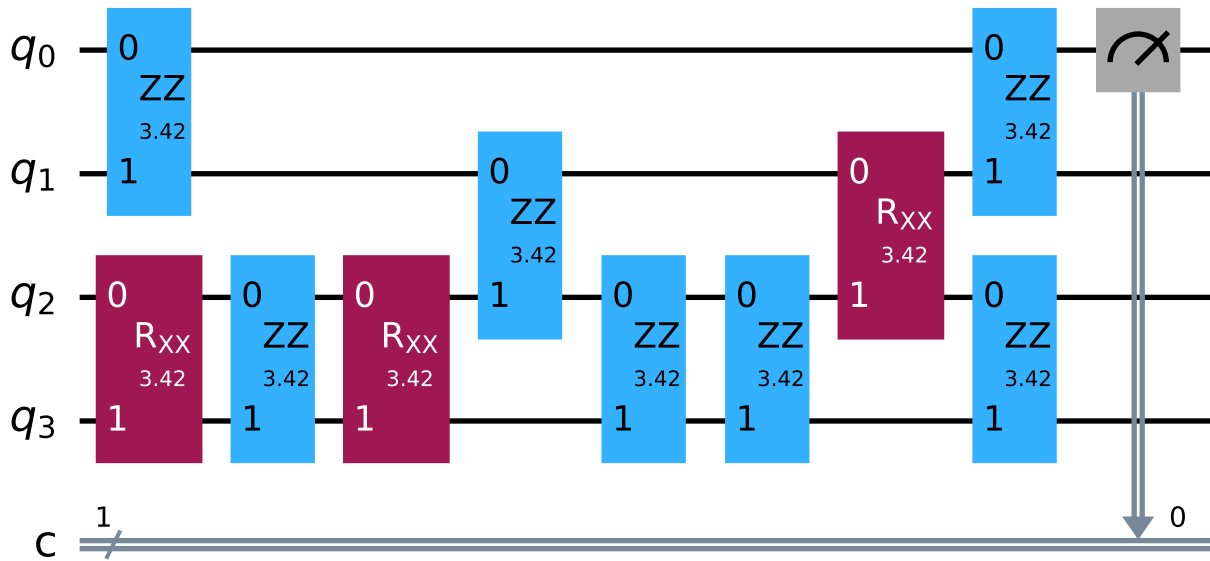 q0 0 ZZ 3.42 1 0 ZZ 3.42 1
q1 0 ZZ 3.42 1 0 RXX 3.42 1
q2 0 RXX 3.42 1 0 ZZ 3.42 1 0 RXX 3.42 1 0 ZZ 3.42 1 0 ZZ 3.42 1 0 ZZ 3.42 1
q3
c 1 0